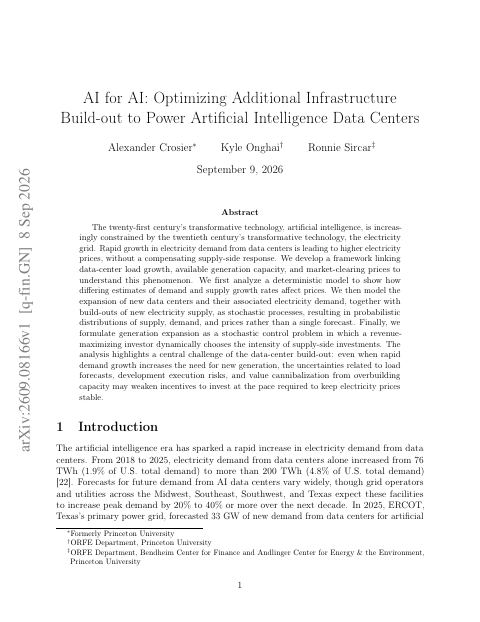 AI for AI: Optimizing Additional Infrastructure
Build-out to Power Artificial Intelligence Data Centers
Alexander Crosier* Kyle Onghai† Ronnie Sircar‡
September 9, 2026
Abstract
The twenty-first century's transformative technology, artificial intelligence, is increas-
ingly constrained by the twentieth century's transformative technology, the electricity
grid. Rapid growth in electricity demand from data centers is leading to higher electricity
prices, without a compensating supply-side response. We develop a framework linking
data-center load growth, available generation capacity, and market-clearing prices to
understand this phenomenon. We first analyze a deterministic model to show how
differing estimates of demand and supply growth rates affect prices. We then model the
expansion of new data centers and their associated electricity demand, together with
build-outs of new electricity supply, as stochastic processes, resulting in probabilistic
distributions of supply, demand, and prices rather than a single forecast. Finally, we
formulate generation expansion as a stochastic control problem in which a revenue-
maximizing investor dynamically chooses the intensity of supply-side investments. The
analysis highlights a central challenge of the data-center build-out: even when rapid
demand growth increases the need for new generation, the uncertainties related to load
forecasts, development execution risks, and value cannibalization from overbuilding
capacity may weaken incentives to invest at the pace required to keep electricity prices
stable.
1 Introduction
The artificial intelligence era has sparked a rapid increase in electricity demand from data
centers. From 2018 to 2025, electricity demand from data centers alone increased from 76
TWh (1.9% of U.S. total demand) to more than 200 TWh (4.8% of U.S. total demand)
[22]. Forecasts for future demand from AI data centers vary widely, though grid operators
and utilities across the Midwest, Southeast, Southwest, and Texas expect these facilities
to increase peak demand by 20% to 40% or more over the next decade. In 2025, ERCOT,
Texas's primary power grid, forecasted 33 GW of new demand from data centers for artificial
*Formerly Princeton University
†ORFE Department, Princeton University
‡ORFE Department, Bendheim Center for Finance and Andlinger Center for Energy & the Environment,
Princeton University
1
arXiv:2609.08166v1 [q-fin.GN] 8 Sep 2026